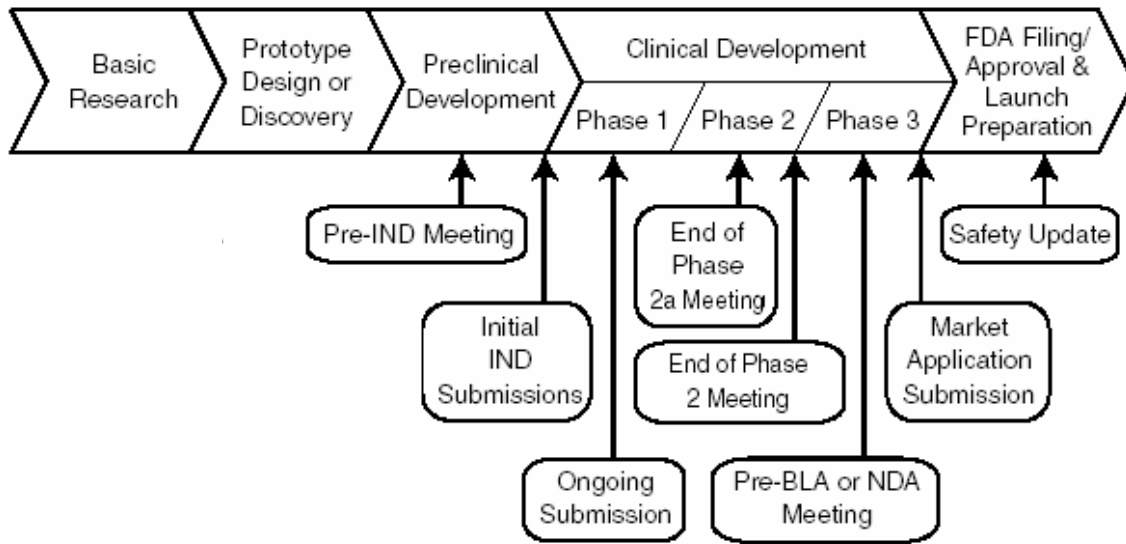 Basic
Research
Prototype
Design or
Discovery
Preclinical
Development
Clinical Development
Phase 1
Phase 2
Phase 3
FDA Filing/
Approval &
Launch
Preparation
Pre-IND Meeting
Initial
IND
Submissions
Ongoing
Submission
End of
Phase
2a Meeting
End of Phase
2 Meeting
Pre-BLA or NDA
Meeting
Market
Application
Submission
Safety Update